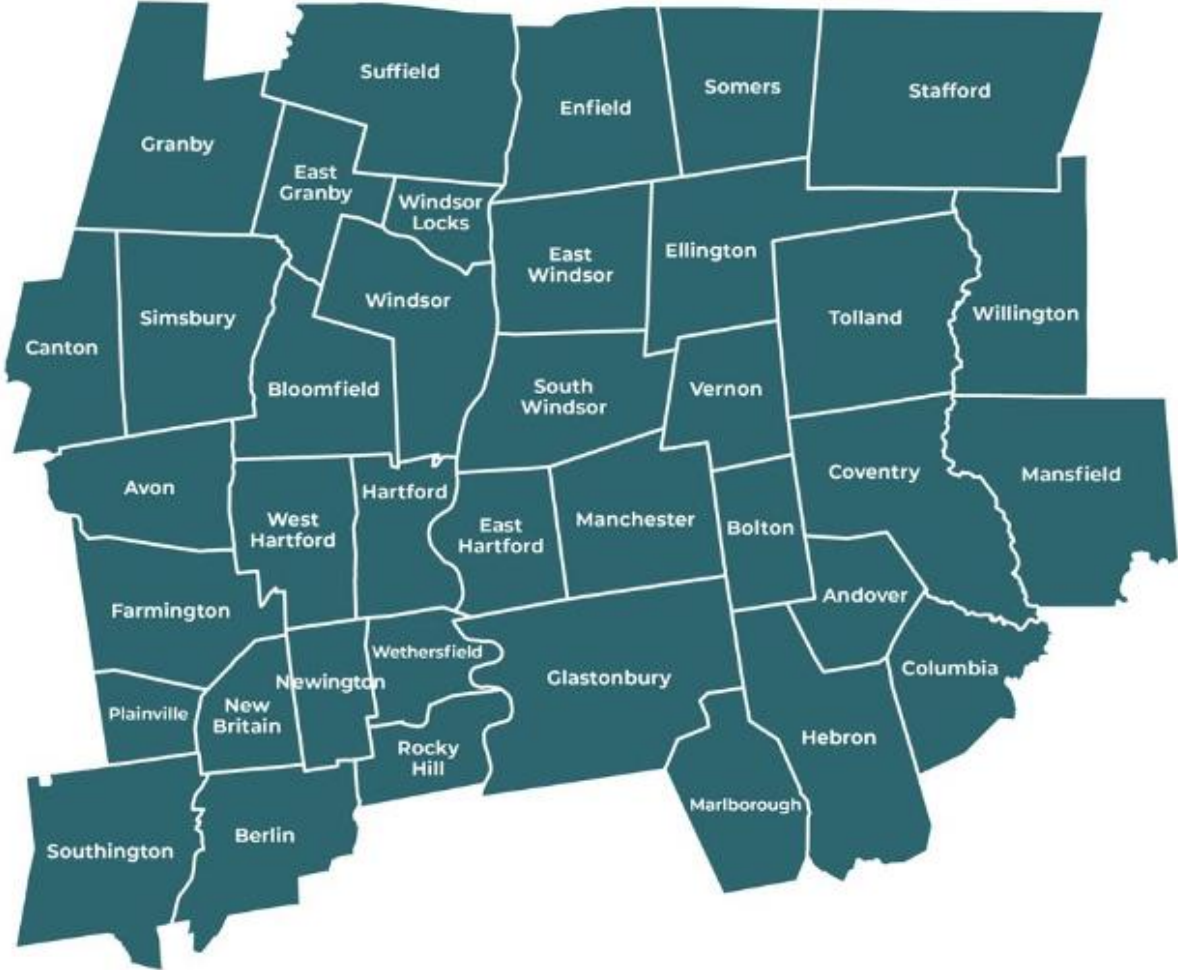 Suffield
Enfield
Somers
Stafford
Granby
East
Granby
Windsor
Locks
East
Windsor
Ellington
Windsor
Simsbury
Canton
Tolland
Willington
Bloomfield
South
Windsor
Vernon
Avon
West
Hartford
Hartford
East
Hartford
Manchester
Bolton
Coventry
Mansfield
Farmington
Andover
Wethersfield
Newington
Glastonbury
Columbia
Plainville
New
Britain
Rocky
Hill
Hebron
Marlborough
Southington
Berlin